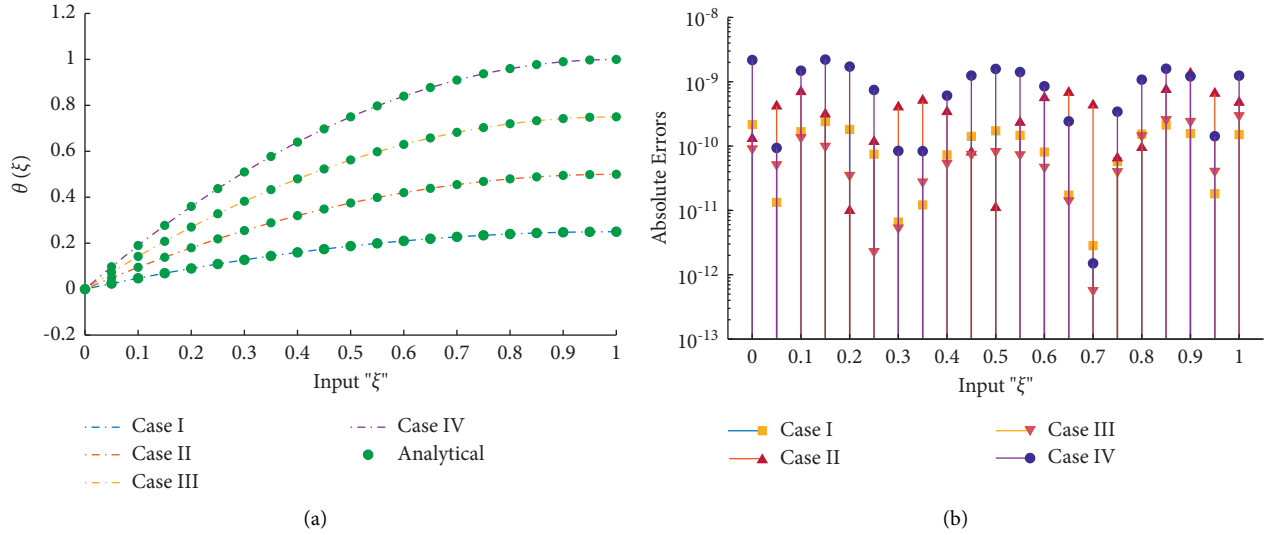 1.2
1
0.8
0.6
0.4
0.2
0
-0.2
θ (ξ)
0 0.1 0.2 0.3 0.4 0.5 0.6 0.7 0.8 0.9 1
Input "ξ"
Case I
Case II
Case III
Case IV
Analytical
(a)
10⁻⁸
10⁻⁹
10⁻¹⁰
10⁻¹¹
10⁻¹²
10⁻¹³
Absolute Errors
0 0.1 0.2 0.3 0.4 0.5 0.6 0.7 0.8 0.9 1
Input "ξ"
Case I
Case II
Case III
Case IV
(b)